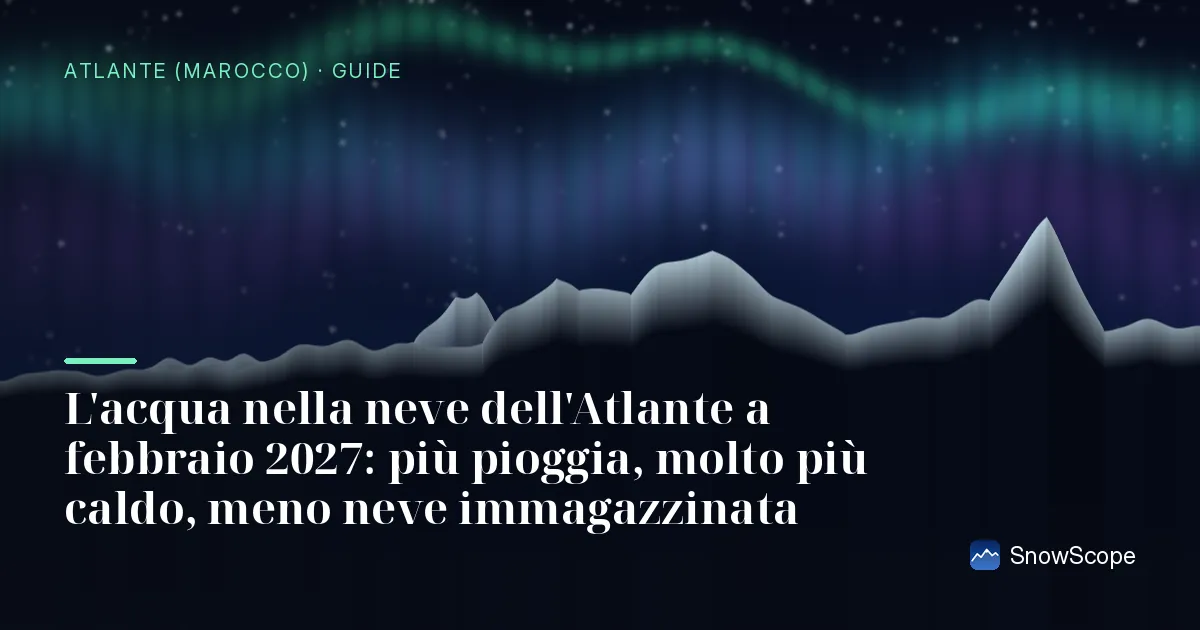 ATLANTE (MAROCCO) · GUIDE
L'acqua nella neve dell'Atlante a
febbraio 2027: più pioggia, molto più
caldo, meno neve immagazzinata
SnowScope